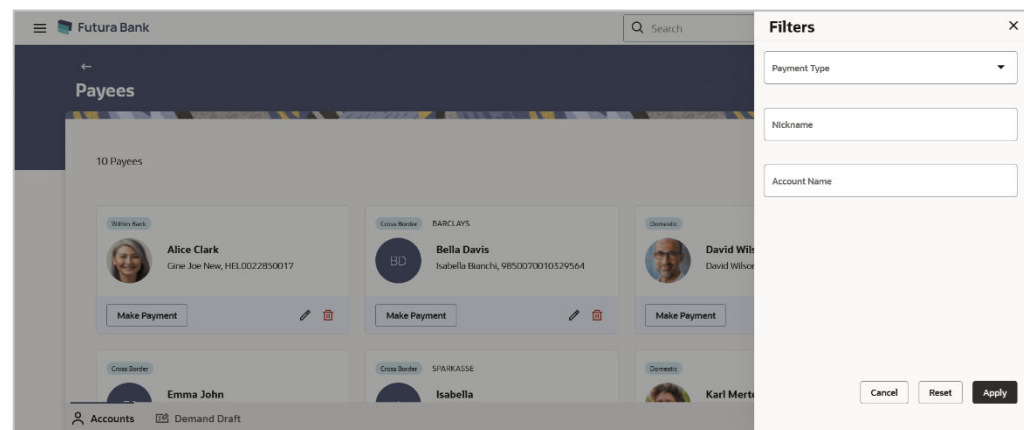 Futura Bank
Search
Filters
Payees
Payment Type
Nickname
Account Name
10 Payees
Within Bank
Alice Clark
Gine Joe New, HEL0022850017
Make Payment
Cross Border BARCLAYS
BD
Bella Davis
Isabella Bianchi, 9850070010329564
Make Payment
Domestic
David Wils
David Wilson
Make Payment
Cross Border
Emma John
Cross Border SPARKASSE
Isabella
Domestic
Karl Merte
Cancel Reset Apply
Accounts Demand Draft